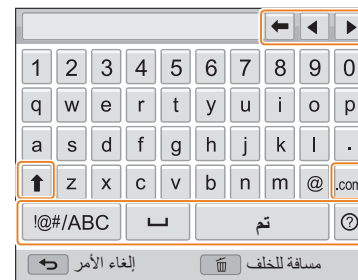 1 2 3 4 5 6 7 8 9 0
q w e r t y u i o p
a s d f g h j k l .
z x c v b n m @ .com
!@#/ABC تم ?
مسافة للخلف إلغاء الأمر